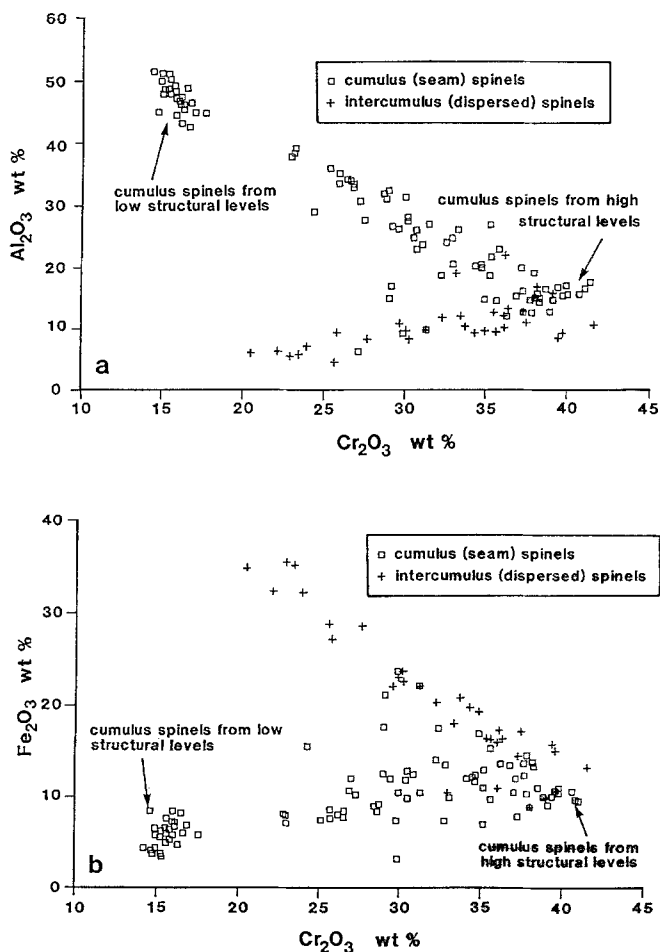 60
50
40
30
20
10
0
Al2O3 wt %
cumulus (seam) spinels
+ intercumulus (dispersed) spinels
cumulus spinels from
low structural levels
cumulus spinels from high
structural levels
a
10 15 20 25 30 35 40 45
Cr2O3 wt %
40
30
20
10
0
Fe2O3 wt %
cumulus (seam) spinels
+ intercumulus (dispersed) spinels
cumulus spinels from low
structural levels
cumulus spinels from
high structural levels
b
10 15 20 25 30 35 40 45
Cr2O3 wt %